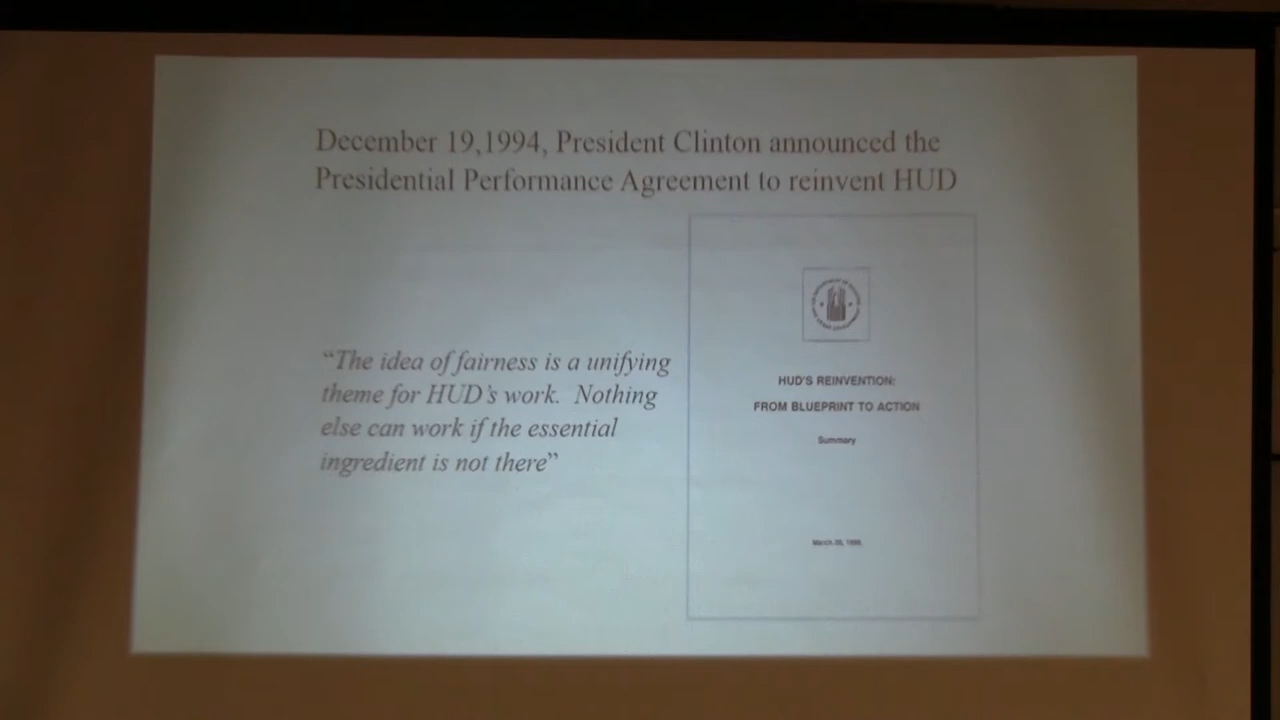 December 19,1994, President Clinton announced the
Presidential Performance Agreement to reinvent HUD
“The idea of fairness is a unifying
theme for HUD’s work. Nothing
else can work if the essential
ingredient is not there”
HUD'S REINVENTION:
FROM BLUEPRINT TO ACTION
Summary
March